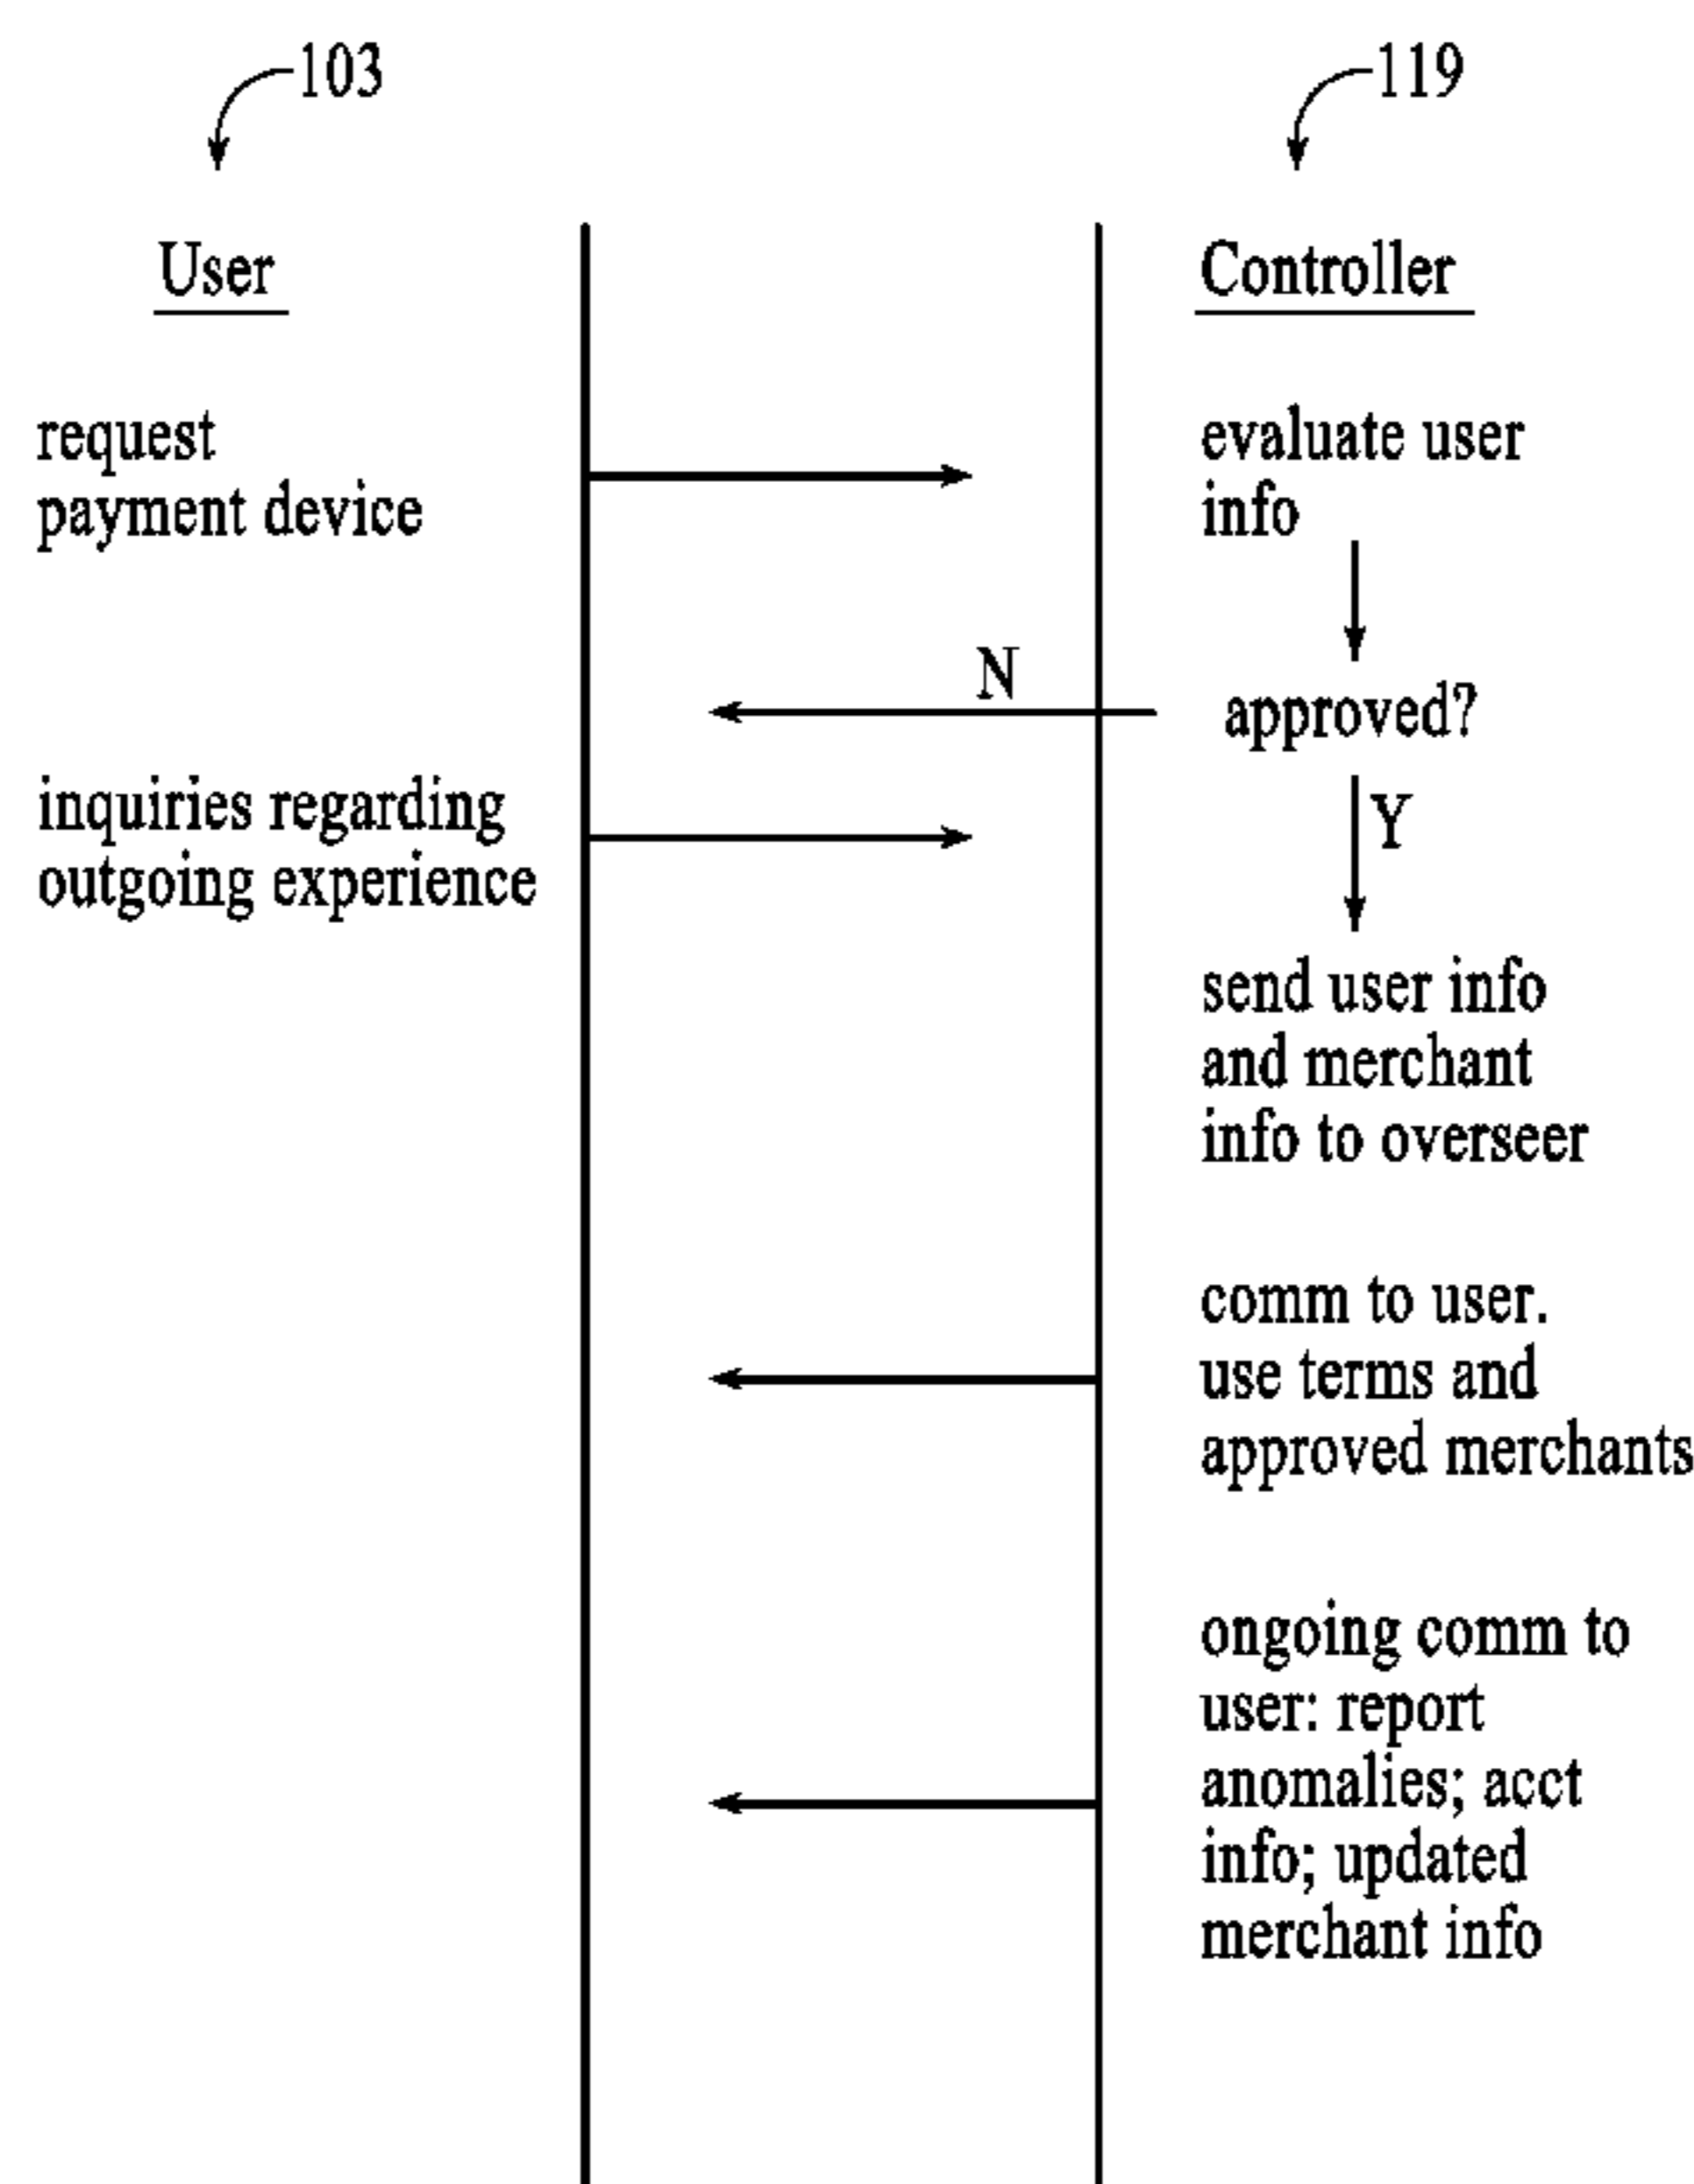 103
119
User
Controller
request
payment device
evaluate user
info
N
approved?
inquiries regarding
outgoing experience
Y
send user info
and merchant
info to overseer
comm to user.
use terms and
approved merchants
ongoing comm to
user: report
anomalies; acct
info; updated
merchant info